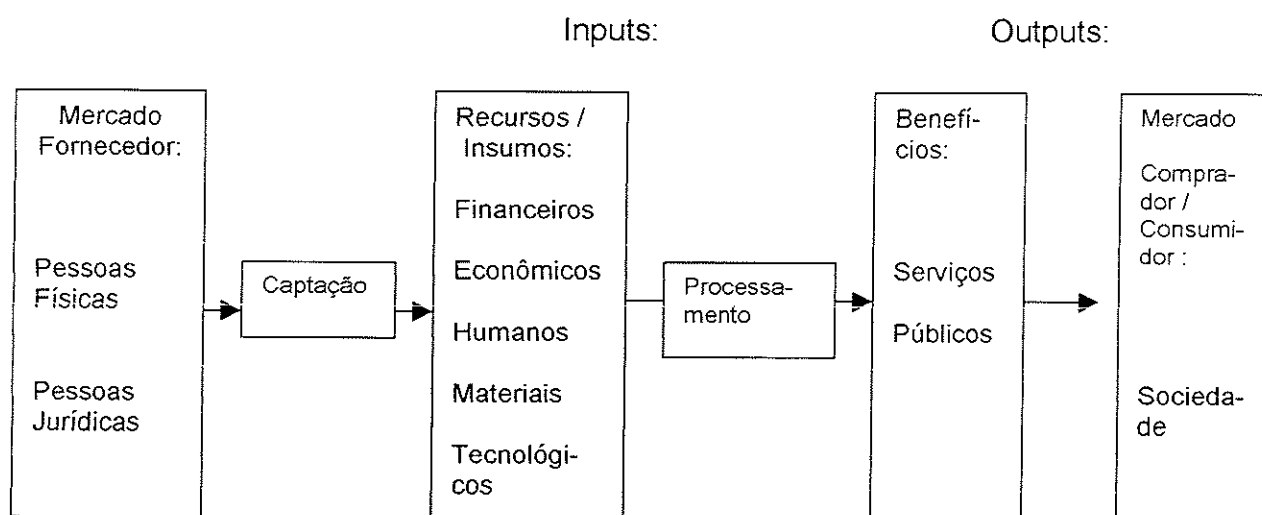 Inputs:
Outputs:
Mercado
Fornecedor:
Pessoas
Físicas
Pessoas
Jurídicas
Captação
Recursos /
Insumos:
Financeiros
Econômicos
Humanos
Materiais
Tecnológi-
cos
Processa-
mento
Benefí-
cios:
Serviços
Públicos
Mercado
Compra-
dor /
Consumi-
dor :
Socieda-
de